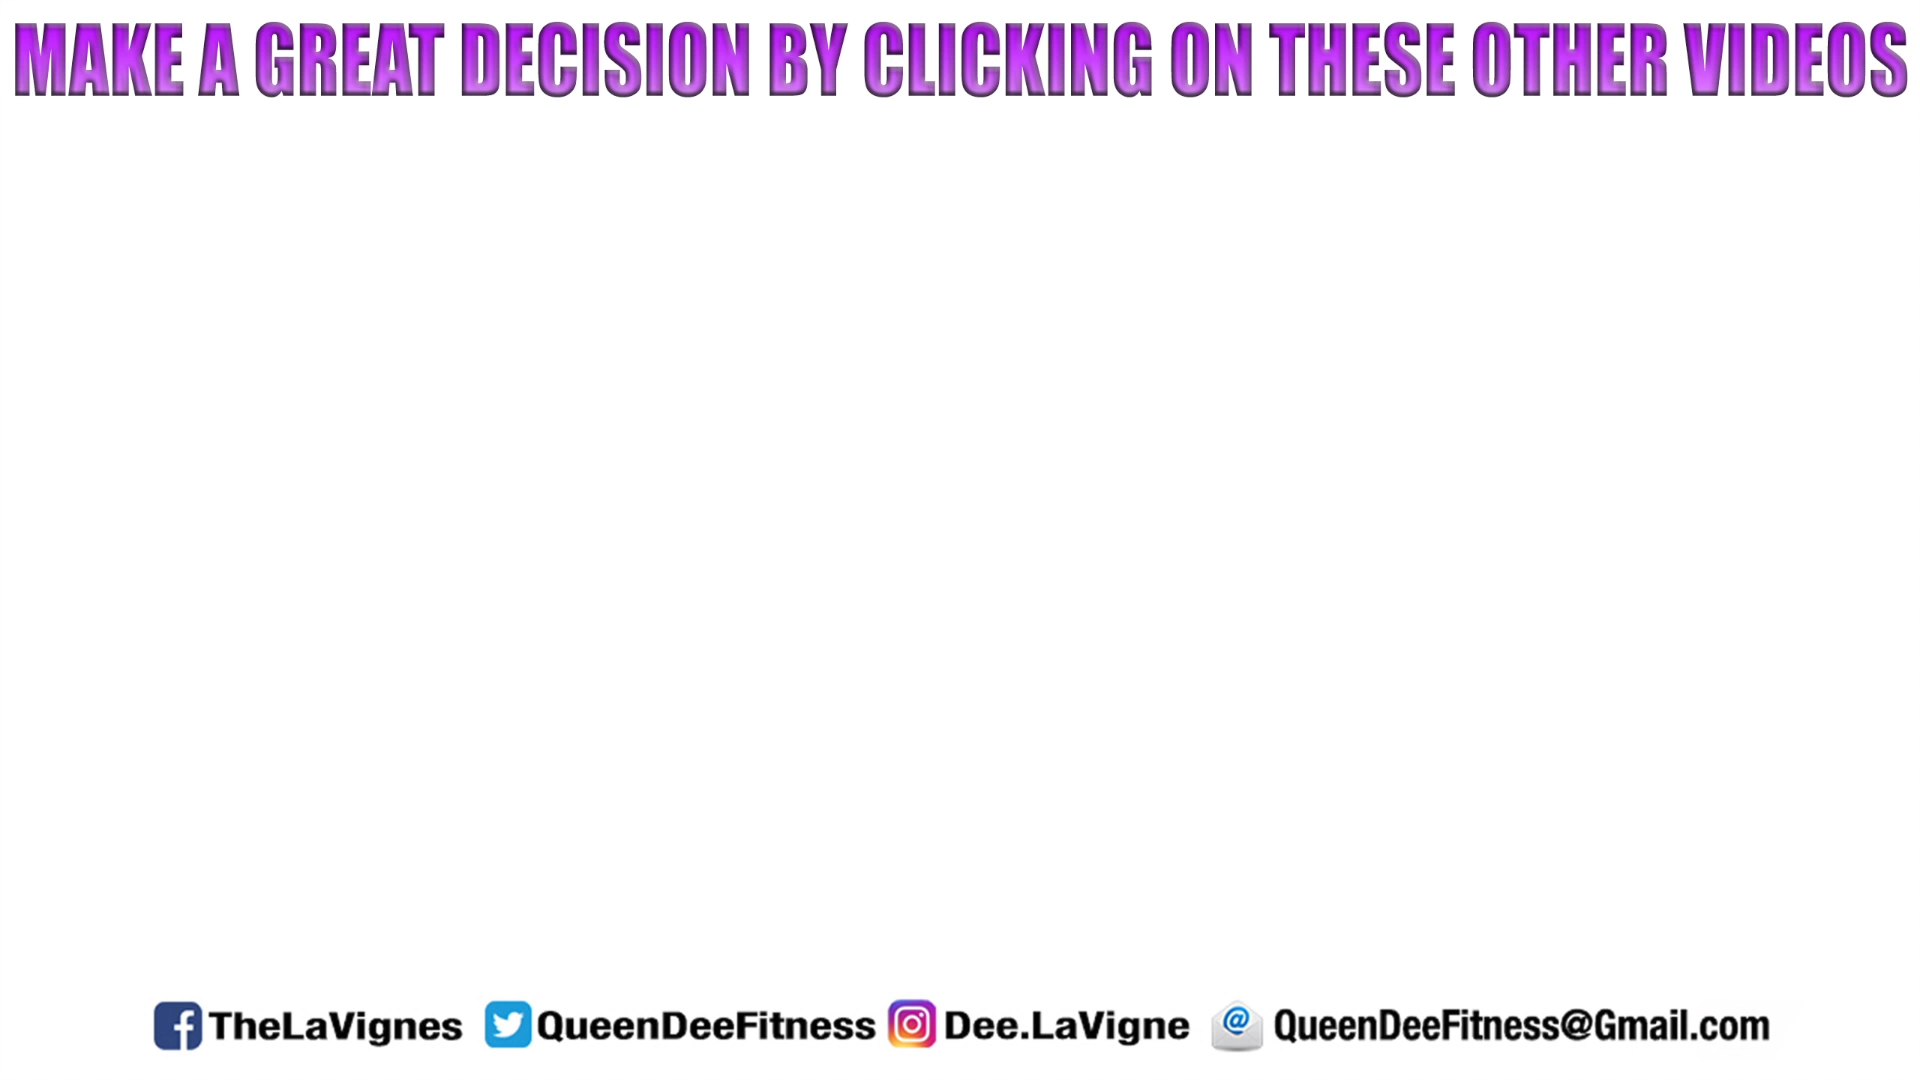 MAKE A GREAT DECISION BY CLICKING ON THESE OTHER VIDEOS
TheLaVignes QueenDeeFitness Dee.LaVigne QueenDeeFitness@Gmail.com